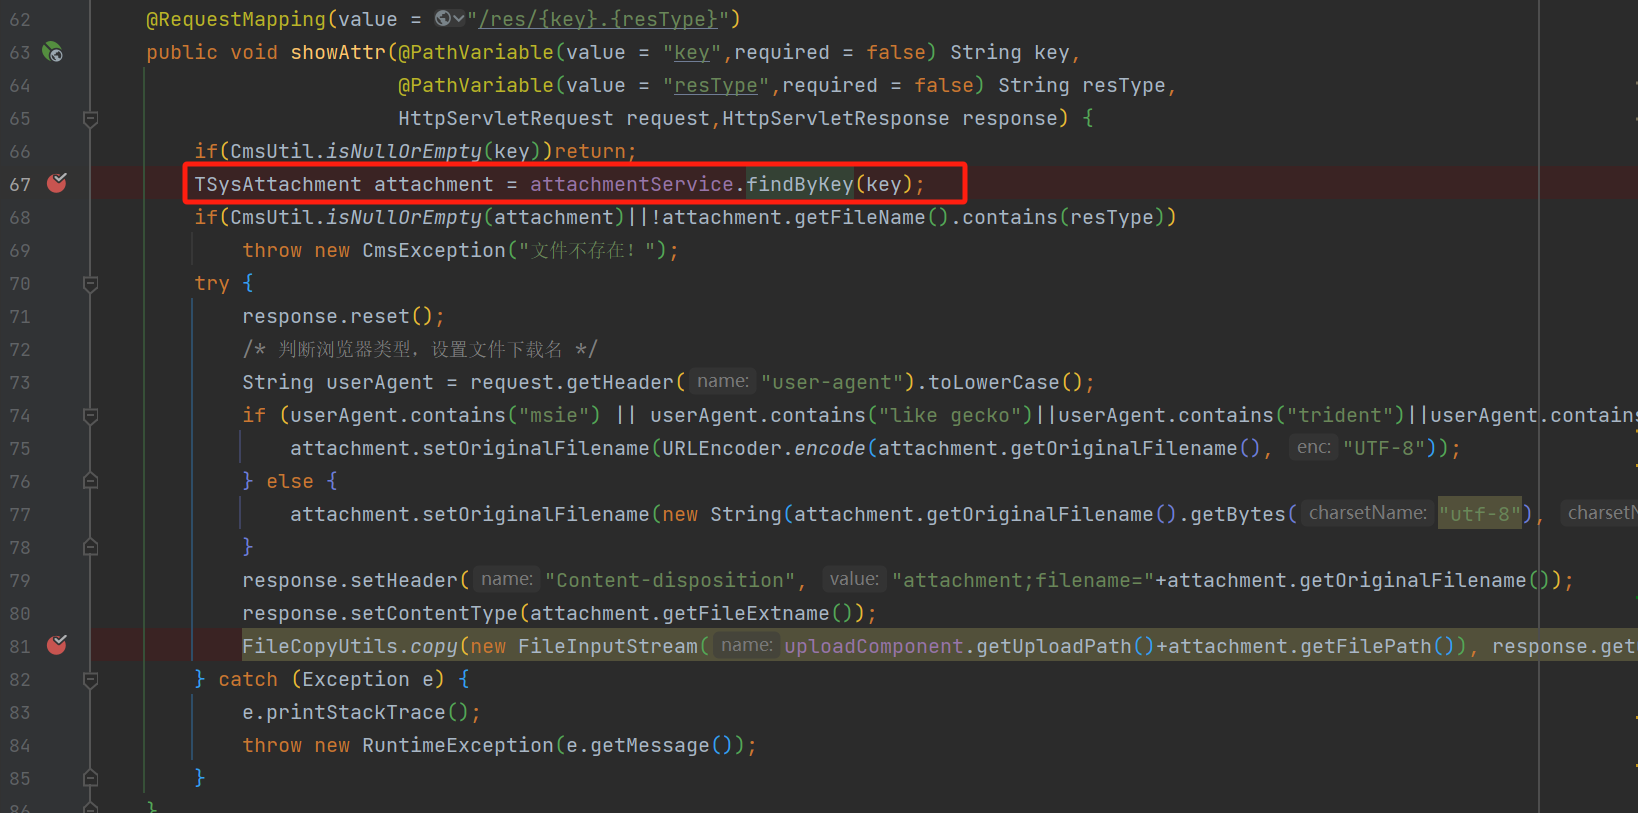 62 @RequestMapping(value = "/res/{key}.{resType}")
63 public void showAttr(@PathVariable(value = "key",required = false) String key,
64 @PathVariable(value = "resType",required = false) String resType,
65 HttpServletRequest request,HttpServletResponse response) {
66 if(CmsUtil.isNullOrEmpty(key))return;
67 TSysAttachment attachment = attachmentService.findByKey(key);
68 if(CmsUtil.isNullOrEmpty(attachment)||!attachment.getFileName().contains(resType))
69 throw new CmsException("文件不存在！");
70 try {
71 response.reset();
72 /* 判断浏览器类型，设置文件下载名 */
73 String userAgent = request.getHeader( name: "user-agent").toLowerCase();
74 if (userAgent.contains("msie") || userAgent.contains("like gecko")||userAgent.contains("trident")||userAgent.contains
75 attachment.setOriginalFilename(URLEncoder.encode(attachment.getOriginalFilename(), enc: "UTF-8"));
76 } else {
77 attachment.setOriginalFilename(new String(attachment.getOriginalFilename().getBytes( charsetName: "utf-8"), charsetN
78 }
79 response.setHeader( name: "Content-disposition", value: "attachment;filename="+attachment.getOriginalFilename());
80 response.setContentType(attachment.getFileExtname());
81 FileCopyUtils.copy(new FileInputStream( name: uploadComponent.getUploadPath()+attachment.getFilePath()), response.get
82 } catch (Exception e) {
83 e.printStackTrace();
84 throw new RuntimeException(e.getMessage());
85 }
86 }